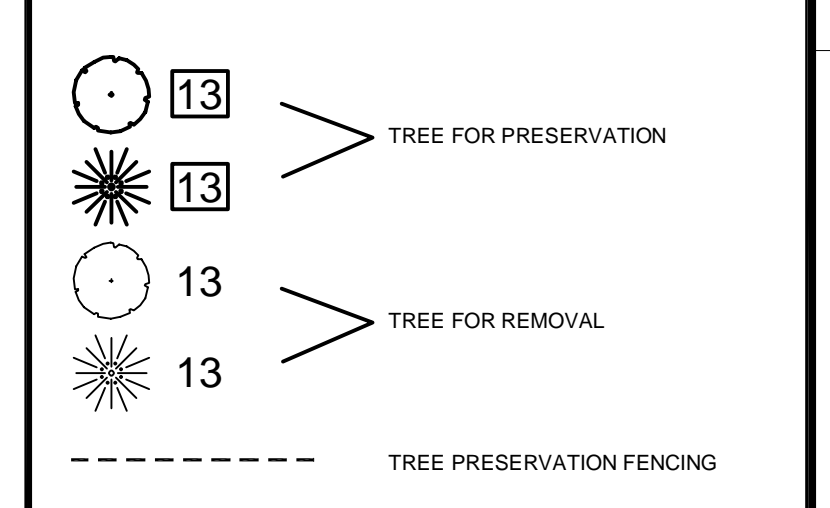 13
TREE FOR PRESERVATION
13
13
TREE FOR REMOVAL
13
TREE PRESERVATION FENCING